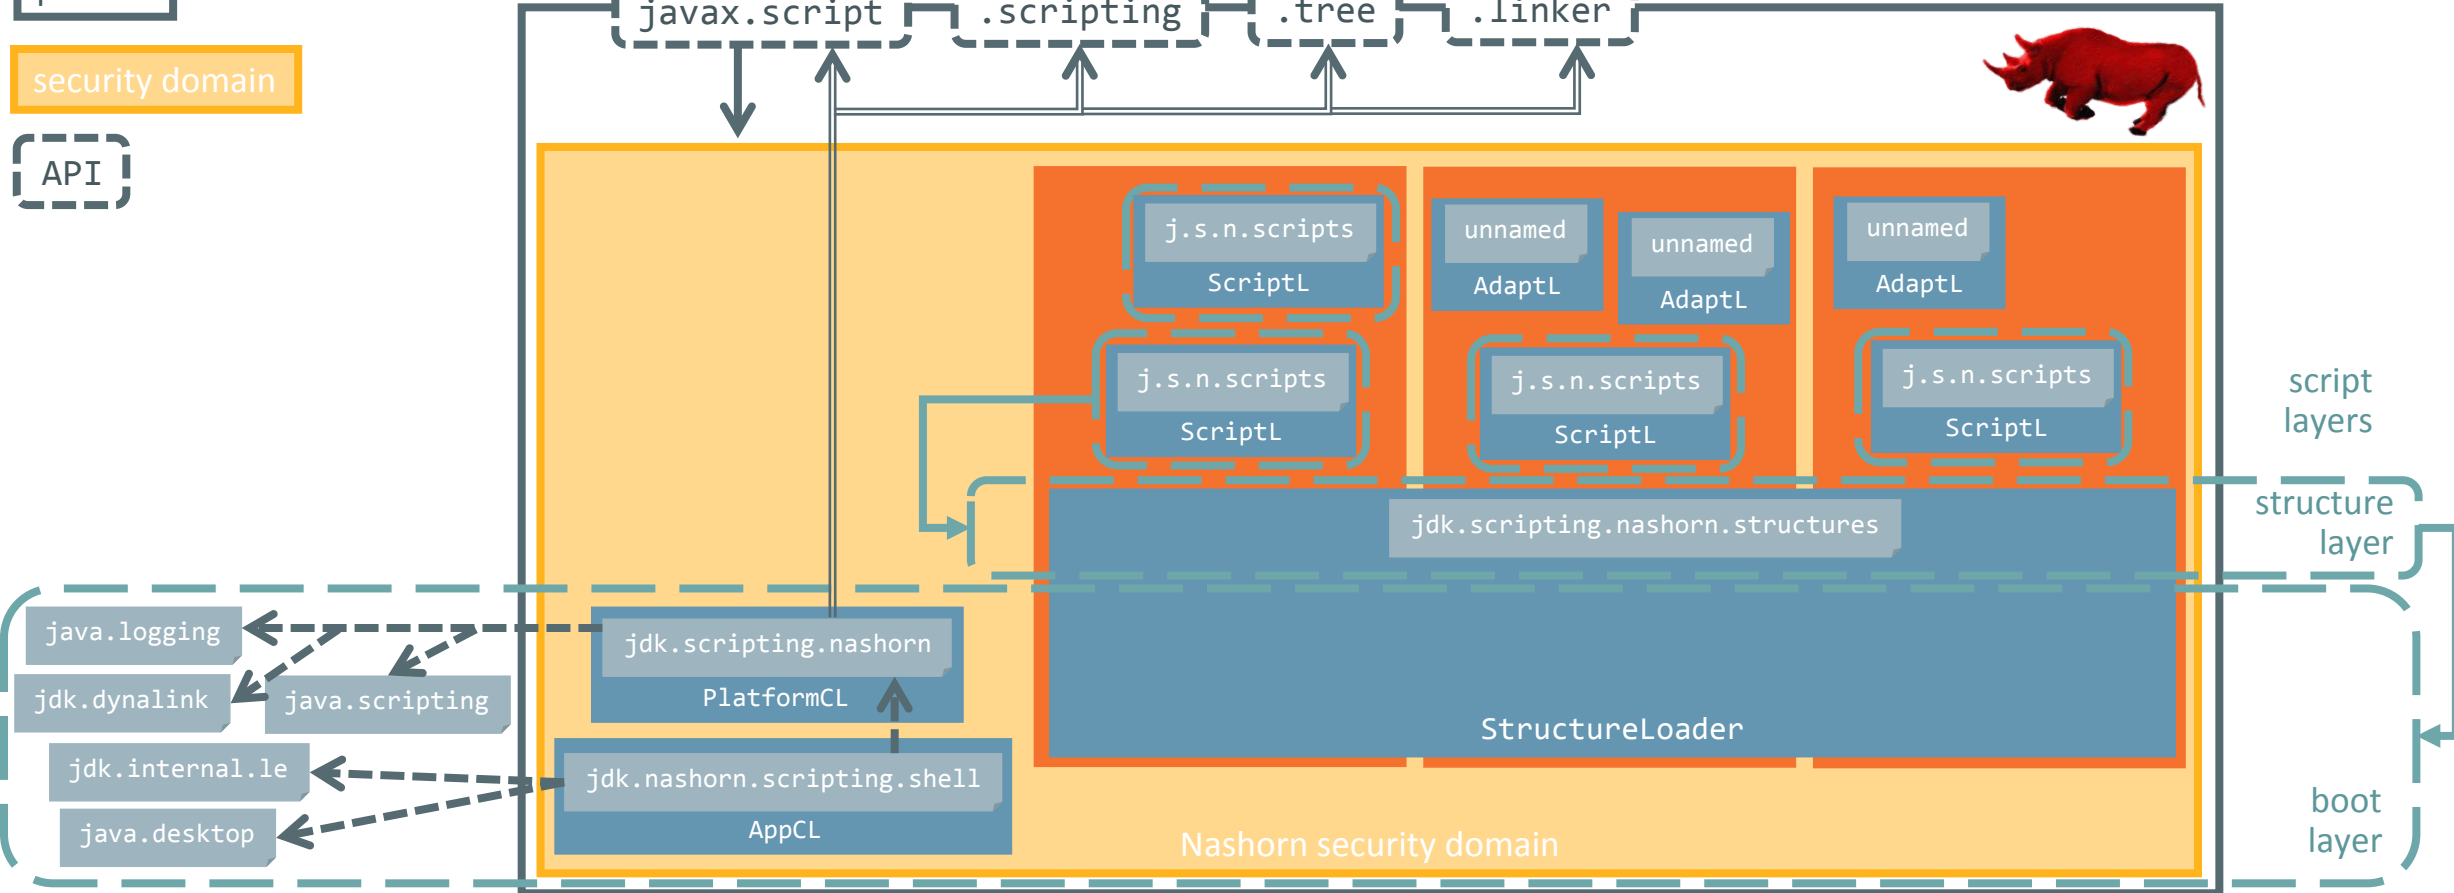 javax.script
.scripting
.tree
.linker
security domain
API
j.s.n.scripts
ScriptL
unnamed
AdaptL
unnamed
AdaptL
unnamed
AdaptL
j.s.n.scripts
ScriptL
j.s.n.scripts
ScriptL
j.s.n.scripts
ScriptL
script
layers
jdk.scripting.nashorn.structures
structure
layer
StructureLoader
java.logging
jdk.dynalink
java.scripting
jdk.scripting.nashorn
PlatformCL
jdk.internal.le
java.desktop
jdk.nashorn.scripting.shell
AppCL
Nashorn security domain
boot
layer